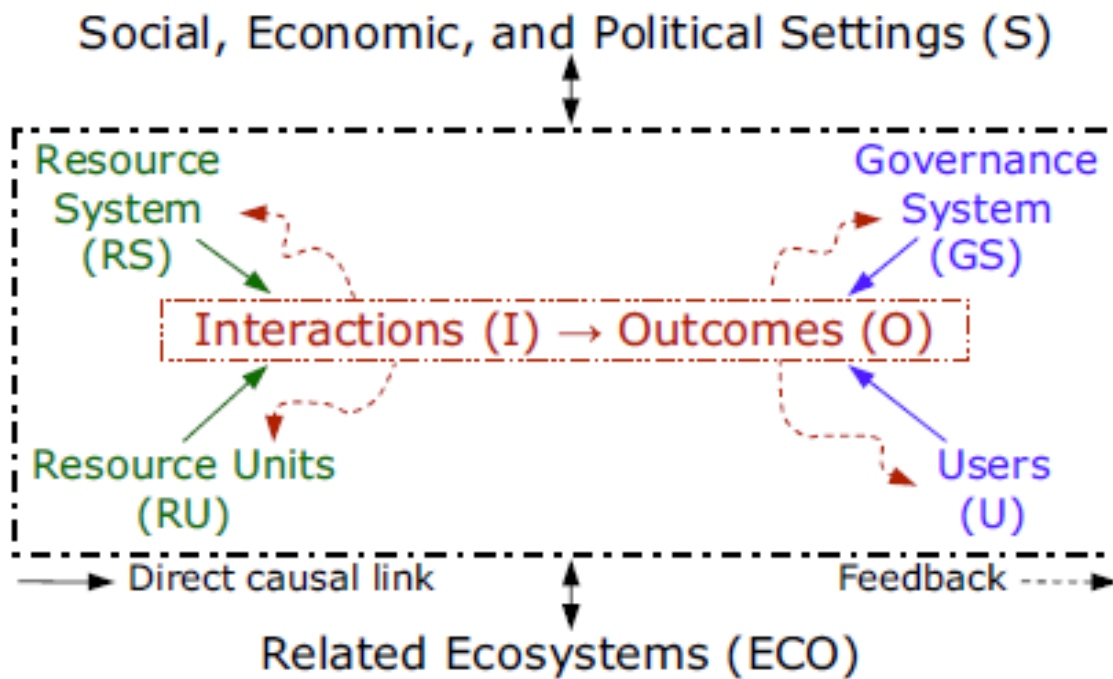 Social, Economic, and Political Settings (S)
Resource
System
(RS)
Governance
System
(GS)
Interactions (I) → Outcomes (O)
Resource Units
(RU)
Users
(U)
Direct causal link
Feedback
Related Ecosystems (ECO)